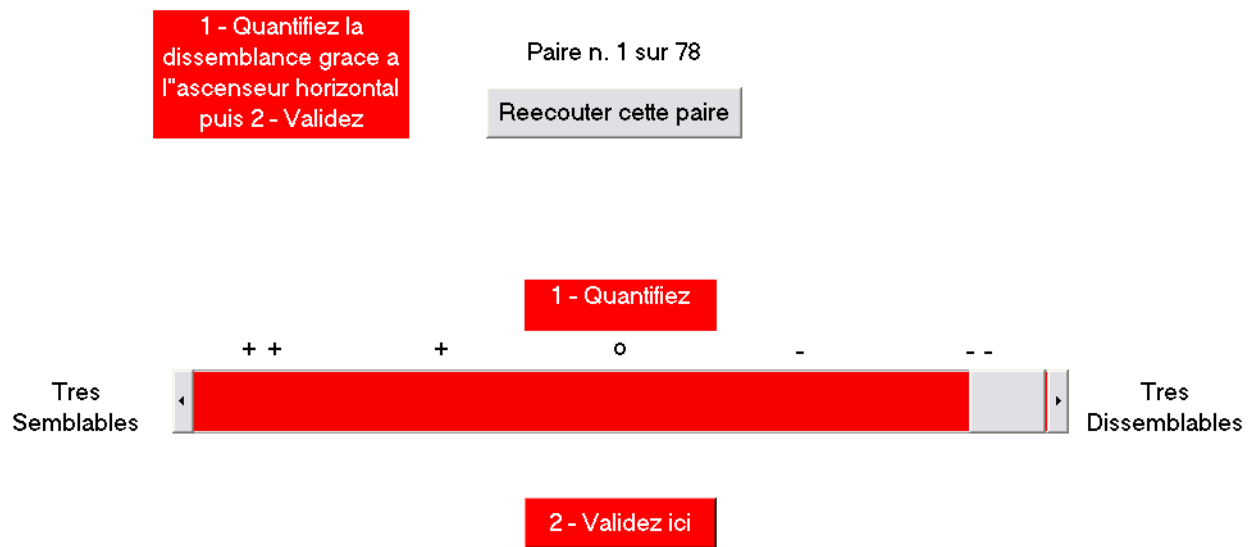 1 - Quantifiez la
dissemblance grace a
l"ascenseur horizontal
puis 2 - Validez
Paire n. 1 sur 78
Reecouter cette paire
1 - Quantifiez
+ + + o - - -
Tres
Semblables
Tres
Dissemblables
2 - Validez ici